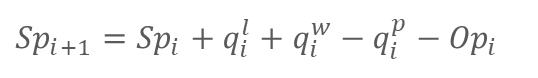 Sp_{i+1} = Sp_i + q_i^l + q_i^w − q_i^p − Op_i